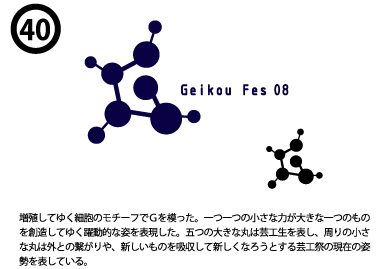 40
Geikou Fes 08
増殖してゆく細胞のモチーフでGを模った。一つ一つの小さな力が大きな一つのもの
を創造してゆく躍動的な姿を表現した。五つの大きな丸は芸工生を表し、周りの小さ
な丸は外との繋がりや、新しいものを吸収して新しくなろうとする芸工祭の現在の姿
勢を表している。